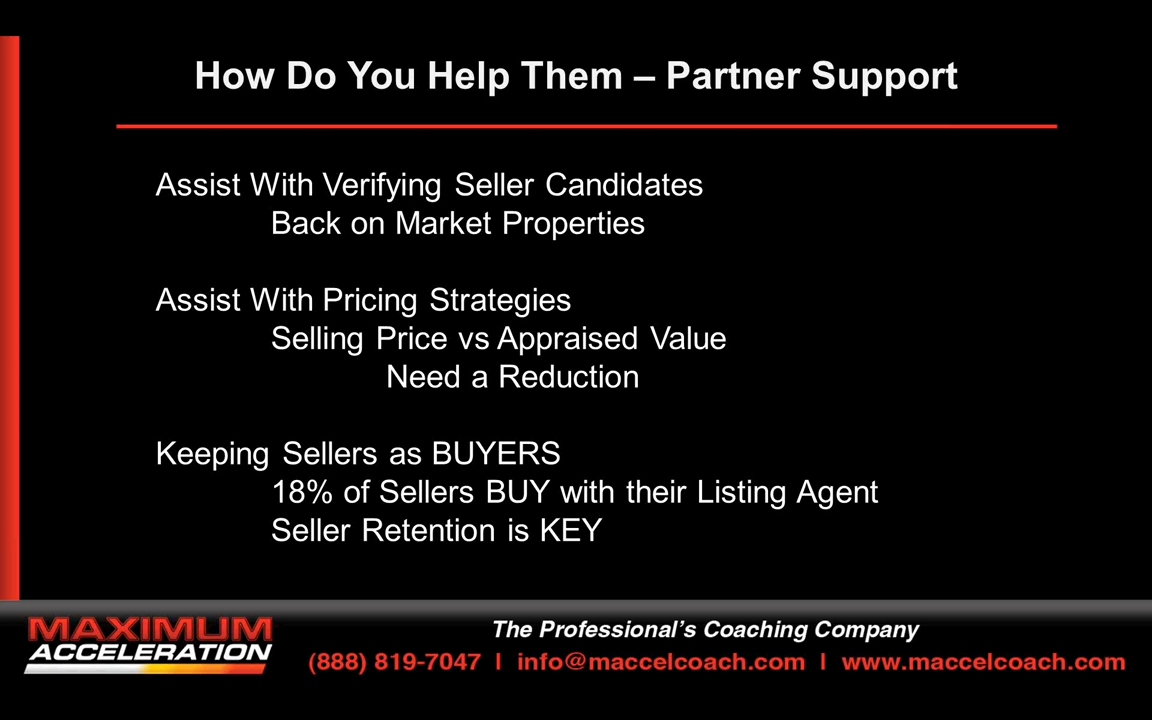 How Do You Help Them – Partner Support
Assist With Verifying Seller Candidates
Back on Market Properties
Assist With Pricing Strategies
Selling Price vs Appraised Value
Need a Reduction
Keeping Sellers as BUYERS
18% of Sellers BUY with their Listing Agent
Seller Retention is KEY
MAXIMUM
ACCELERATION
The Professional's Coaching Company
(888) 819-7047 | info@maccelcoach.com | www.maccelcoach.com